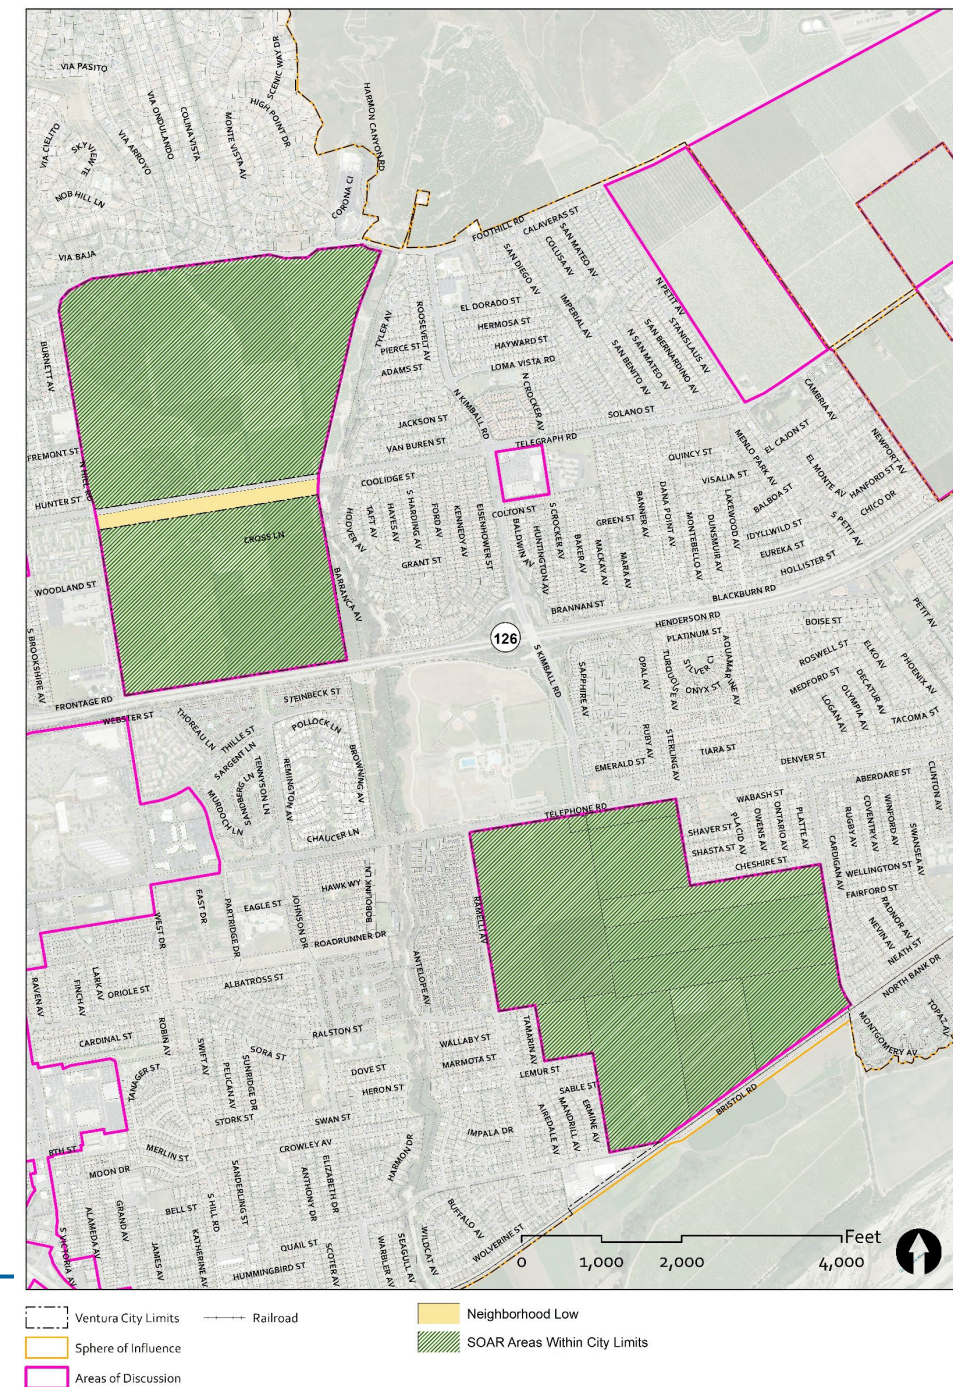 VIA PASITO
SCENIC WAY DR
HIGH POINT DR
HARMON CANYON RD
VIA ONDULANDO
COLINA VISTA
MONTE VISTA AV
VIA CIELITO
VIA ARROYO
SKYVIEW TE
NOB HILL LN
CORONA CI
VIA BAJA
FOOTHILL RD
CALAVERAS ST
SAN MATEO AV
COLUSA AV
SAN DIEGO AV
N PETIT AV
STANISLAUS AV
EL DORADO ST
IMPERIAL AV
HERMOSA ST
SAN BERNARDINO AV
N SAN MATEO AV
SAN BENITO AV
TYLER AV
ROOSEVELT AV
PIERCE ST
HAYWARD ST
ADAMS ST
LOMA VISTA RD
BURNETT AV
N CROCKER AV
N KIMBALL RD
SOLANO ST
CAMBRIA AV
JACKSON ST
TELEGRAPH RD
VAN BUREN ST
EL CAJON ST
MENLO PARK AV
NEWPORT AV
FREMONT ST
QUINCY ST
N HILL RD
COOLIDGE ST
VISALIA ST
EL MONTE AV
HANFORD ST
BALBOA ST
CHICO DR
HUNTER ST
HOOVER AV
TAFT AV
HAYES AV
S HARDING AV
FORD AV
KENNEDY AV
EISENHOWER ST
COLTON ST
BALDWIN AV
HUNTINGTON AV
S CROCKER AV
BAKER AV
MACKAY AV
GREEN ST
MARA AV
BANNER AV
DANA POINT AV
MONTEBELLO AV
DUNSMUIR AV
LAKEWOOD AV
S PETIT AV
IDYLLWILD ST
EUREKA ST
HOLLISTER ST
CROSS LN
GRANT ST
WOODLAND ST
BARRANCA AV
BRANNAN ST
BLACKBURN RD
HENDERSON RD
PETIT AV
S BROOKSHIRE AV
126
PLATINUM ST
BOISE ST
S KIMBALL RD
SAPPHIRE AV
OPAL AV
TURQUOISE AV
SILVER CI
AQUAMARINE AV
ONYX ST
ROSWELL ST
ELKO AV
PHOENIX AV
MEDFORD ST
DECATUR AV
OLYMPIA AV
LOGAN AV
TACOMA ST
FRONTAGE RD
WEBSTER ST
STEINBECK ST
THOREAU LN
THILLE ST
POLLOCK LN
SARGENT LN
TENNYSON LN
REMINGTON AV
BROWNING AV
SANDBERG LN
MURDOCH LN
CHAUCER LN
RUBY AV
STERLING AV
TIARA ST
EMERALD ST
DENVER ST
ABERDARE ST
CLINTON AV
TELEPHONE RD
WABASH ST
SHAVER ST
PLACID AV
OWENS AV
ONTARIO AV
PLATTE AV
SHASTA ST
CHESHIRE ST
CARDIGAN AV
RUGBY AV
COVENTRY AV
WINFORD AV
SWANSEA AV
WELLINGTON ST
FAIRFORD ST
RADNOR AV
NEVIN AV
NEATH ST
NORTH BANK DR
TOPAZ AV
MONTGOMERY AV
HAWK WY
BOBOLINK LN
EAGLE ST
EAST DR
WEST DR
PARTRIDGE DR
JOHNSON DR
ROADRUNNER DR
RAMELLI AV
ANTELOPE AV
RAVEN AV
LARK AV
FINCH AV
ORIOLE ST
ALBATROSS ST
CARDINAL ST
ROBIN AV
RALSTON ST
TAMARIN AV
WALLABY ST
MARMOTA ST
LEMUR ST
SORA ST
SWIFT AV
PELICAN AV
SUNRIDGE DR
TANAGER ST
DOVE ST
HERON ST
SABLE ST
ERMINE AV
MANDRILL AV
AIREDALE AV
BRISTOL RD
STORK ST
SWAN ST
IMPALA DR
CROWLEY AV
HARMON DR
8TH ST
MERLIN ST
MOON DR
SANDERLING ST
ELIZABETH DR
ANTHONY DR
S HILL RD
BELL ST
GRAND AV
ALAMEDA AV
S VICTORIA AV
JAMES AV
KATHERINE AV
QUAIL ST
SCOTER AV
HUMMINGBIRD ST
WARBLER AV
SEAGULL AV
WILDCAT AV
BUFFALO AV
WOLVERINE ST
Feet
0 1,000 2,000 4,000
Ventura City Limits
Railroad
Neighborhood Low
Sphere of Influence
SOAR Areas Within City Limits
Areas of Discussion